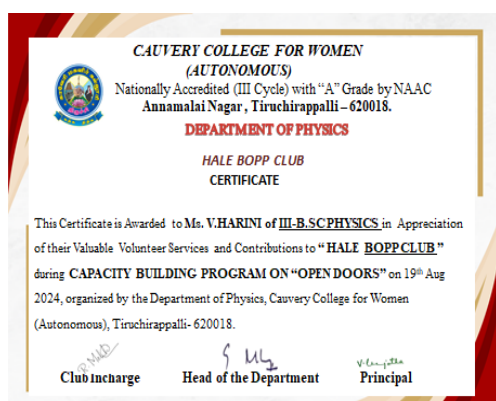 CAUVERY COLLEGE FOR WOMEN
(AUTONOMOUS)
Nationally Accredited (III Cycle) with “A” Grade by NAAC
Annamalai Nagar , Tiruchirappalli – 620018.
DEPARTMENT OF PHYSICS
HALE BOPP CLUB
CERTIFICATE
This Certificate is Awarded to Ms. V.HARINI of III-B.SC PHYSICS in Appreciation
of their Valuable Volunteer Services and Contributions to “ HALE BOPP CLUB ”
during CAPACITY BUILDING PROGRAM ON “OPEN DOORS” on 19th Aug
2024, organized by the Department of Physics, Cauvery College for Women
(Autonomous), Tiruchirappalli- 620018.
Club Incharge Head of the Department Principal